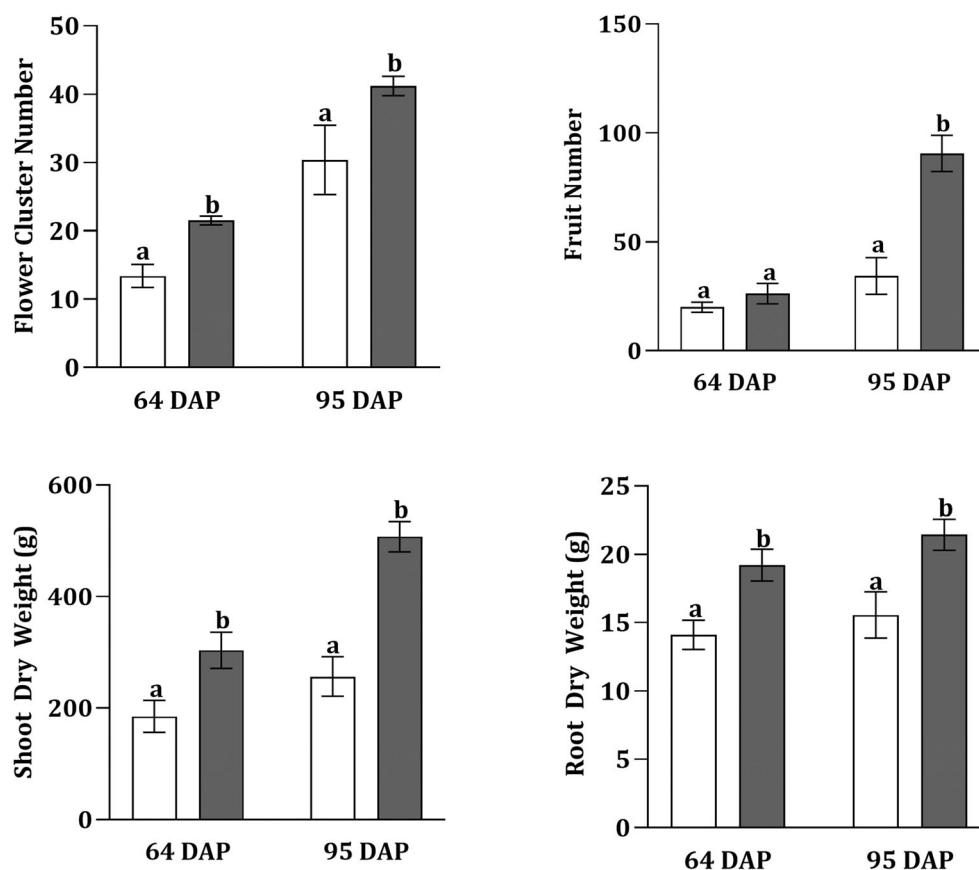 Flower Cluster Number
50
40
30
20
10
0
a
b
a
b
64 DAP
95 DAP
Fruit Number
150
100
50
0
a
a
a
b
64 DAP
95 DAP
Shoot Dry Weight (g)
600
400
200
0
a
b
a
b
64 DAP
95 DAP
Root Dry Weight (g)
25
20
15
10
5
0
a
b
a
b
64 DAP
95 DAP